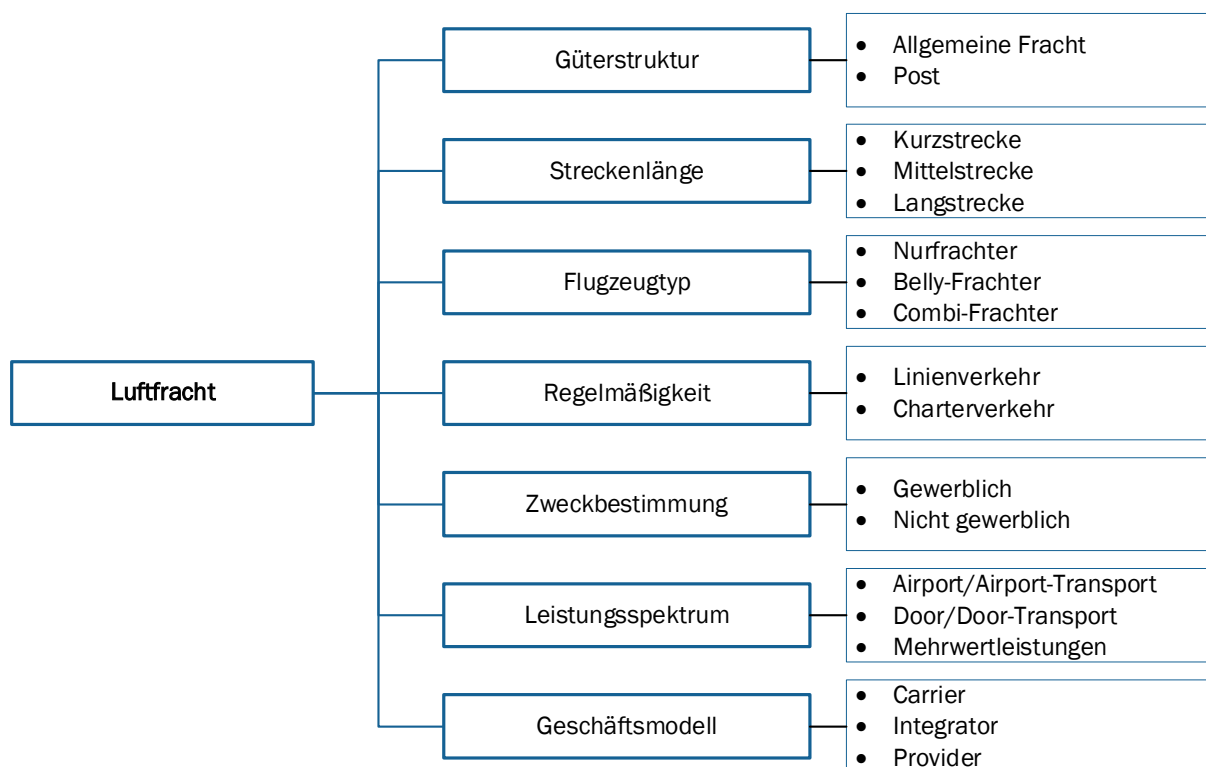 Güterstruktur
• Allgemeine Fracht
• Post
Streckenlänge
• Kurzstrecke
• Mittelstrecke
• Langstrecke
Flugzeugtyp
• Nurfrachter
• Belly-Frachter
• Combi-Frachter
Luftfracht
Regelmäßigkeit
• Linienverkehr
• Charterverkehr
Zweckbestimmung
• Gewerblich
• Nicht gewerblich
Leistungsspektrum
• Airport/Airport-Transport
• Door/Door-Transport
• Mehrwertleistungen
Geschäftsmodell
• Carrier
• Integrator
• Provider